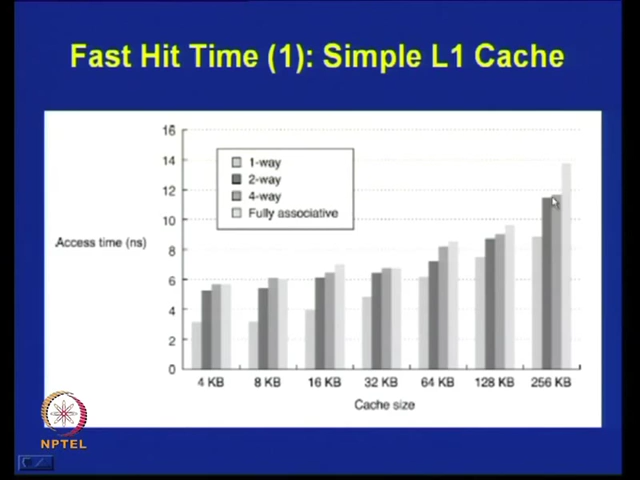 Fast Hit Time (1): Simple L1 Cache
16
14
12
10
8
6
4
2
0
Access time (ns)
1-way
2-way
4-way
Fully associative
4 KB 8 KB 16 KB 32 KB 64 KB 128 KB 256 KB
Cache size
NPTEL